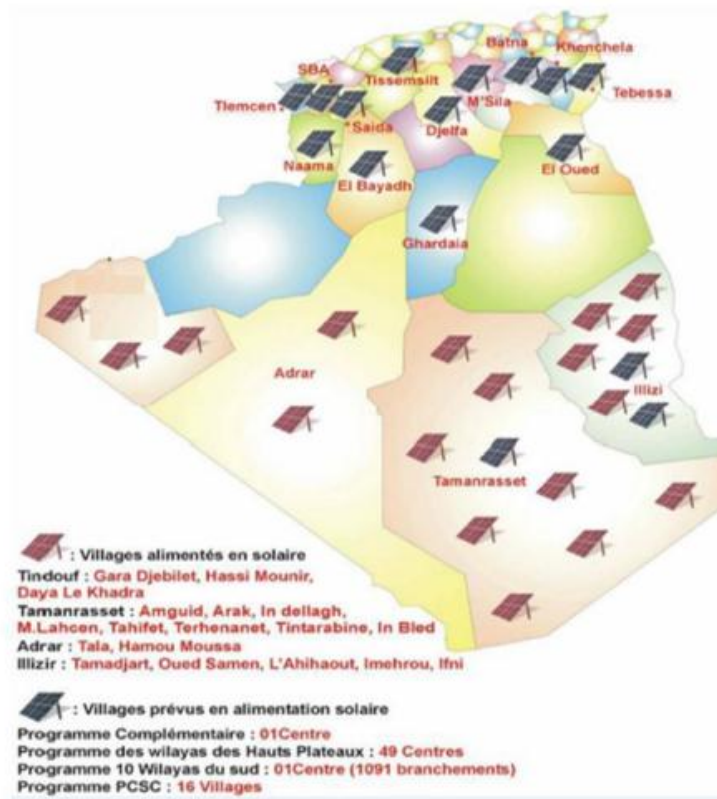 Batna
Khenchela
SBA
Tissemsilt
Tlemcen
M'Sila
Tebessa
Saida
Djelfa
Naama
El Bayadh
El Oued
Ghardaia
Adrar
Illizi
Tamanrasset
: Villages alimentés en solaire
Tindouf : Gara Djebilet, Hassi Mounir,
Daya Le Khadra
Tamanrasset : Amguid, Arak, In dellagh,
M.Lahcen, Tahifet, Terhenanet, Tintarabine, In Bled
Adrar : Tala, Hamou Moussa
Illizir : Tamadjart, Oued Samen, L'Ahihaout, Imehrou, Ifni
: Villages prévus en alimentation solaire
Programme Complémentaire : 01Centre
Programme des wilayas des Hauts Plateaux : 49 Centres
Programme 10 Wilayas du sud : 01Centre (1091 branchements)
Programme PCSC : 16 Villages